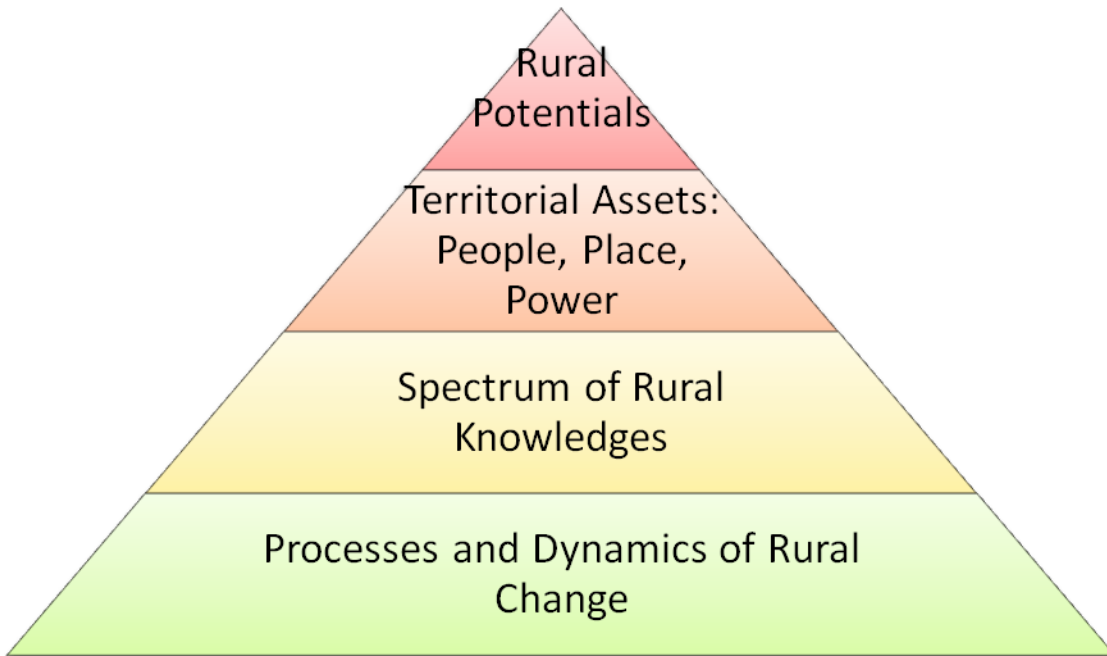 Rural
Potentials
Territorial Assets:
People, Place,
Power
Spectrum of Rural
Knowledges
Processes and Dynamics of Rural
Change